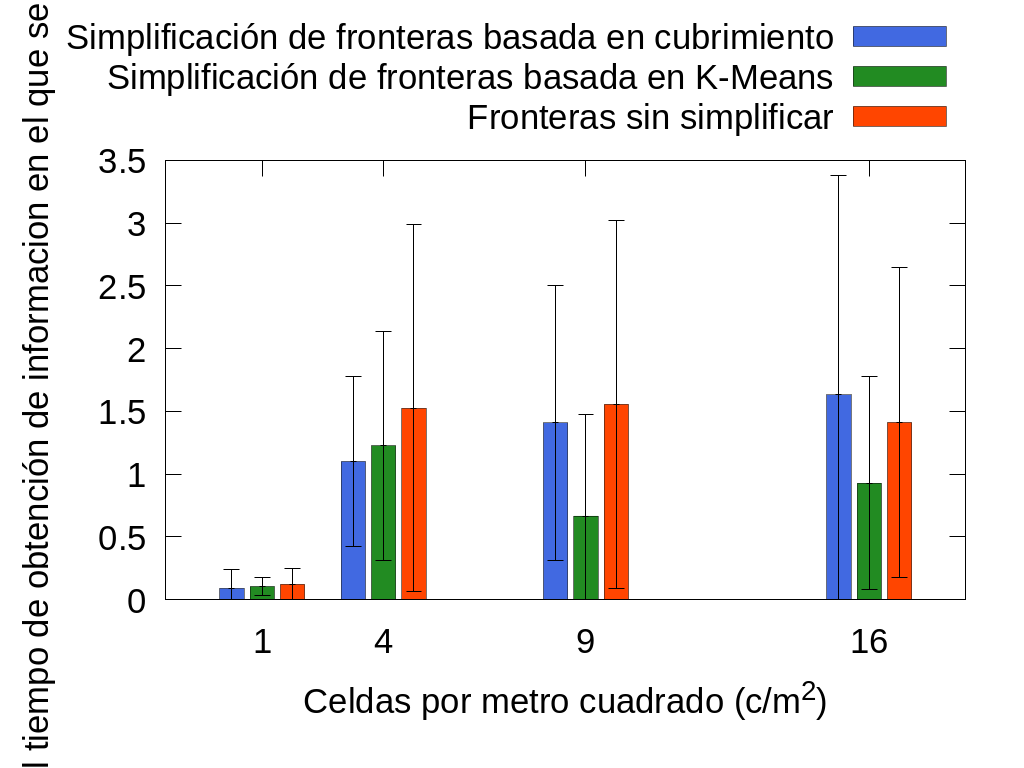 Simplificación de fronteras basada en cubrimiento
Simplificación de fronteras basada en K-Means
Fronteras sin simplificar
l tiempo de obtención de informacion en el que se
3.5
3
2.5
2
1.5
1
0.5
0
1 4 9 16
Celdas por metro cuadrado (c/m²)